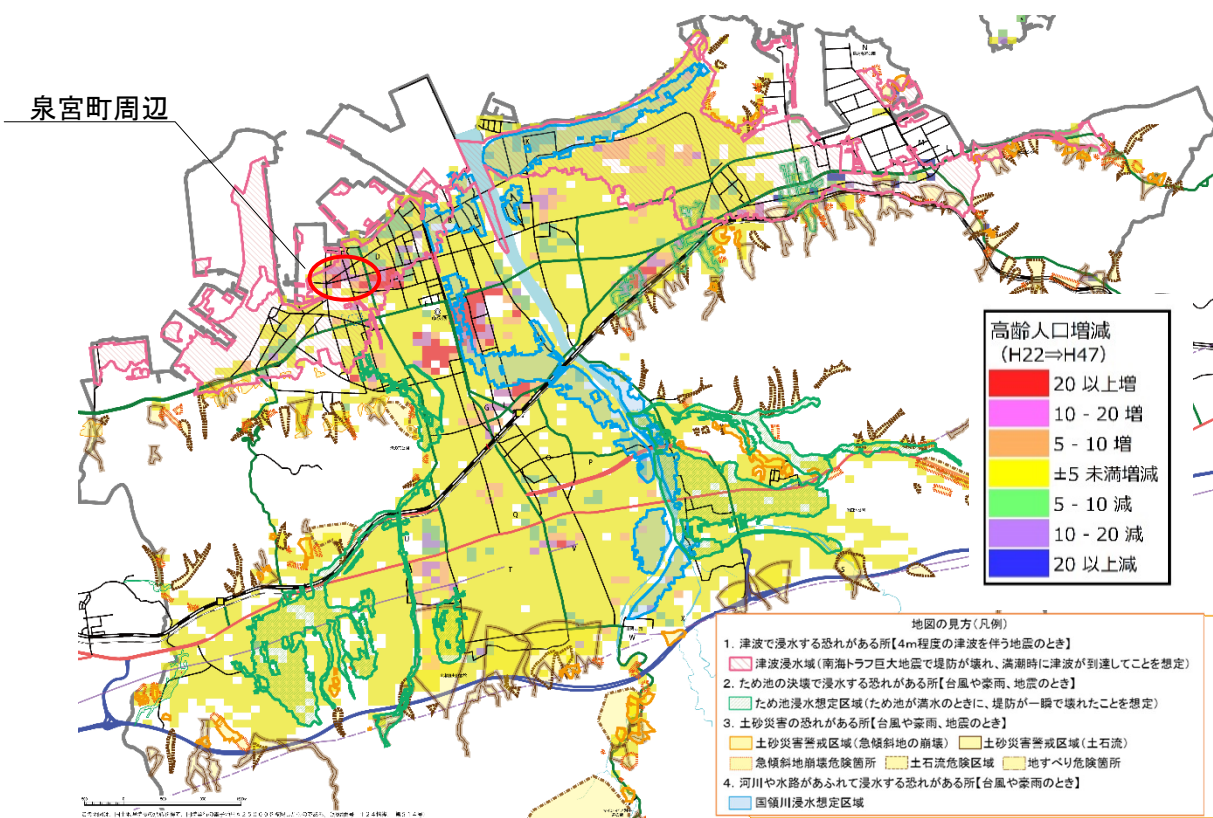 泉宮町周辺
高齢人口増減
(H22⇒H47)
20 以上増
10 - 20 増
5 - 10 増
±5 未満増減
5 - 10 減
10 - 20 減
20 以上減
地図の見方(凡例)
1. 津波で浸水する恐れがある所【4m程度の津波を伴う地震のとき】
津波浸水域(南海トラフ巨大地震で堤防が壊れ、満潮時に津波が到達してことを想定)
2. ため池の決壊で浸水する恐れがある所【台風や豪雨、地震のとき】
ため池浸水想定区域(ため池が満水のときに、堤防が一瞬で壊れたことを想定)
3. 土砂災害の恐れがある所【台風や豪雨、地震のとき】
土砂災害警戒区域(急傾斜地の崩壊) 土砂災害警戒区域(土石流)
急傾斜地崩壊危険箇所 土石流危険区域 地すべり危険箇所
4. 河川や水路があふれて浸水する恐れがある所【台風や豪雨のとき】
国領川浸水想定区域